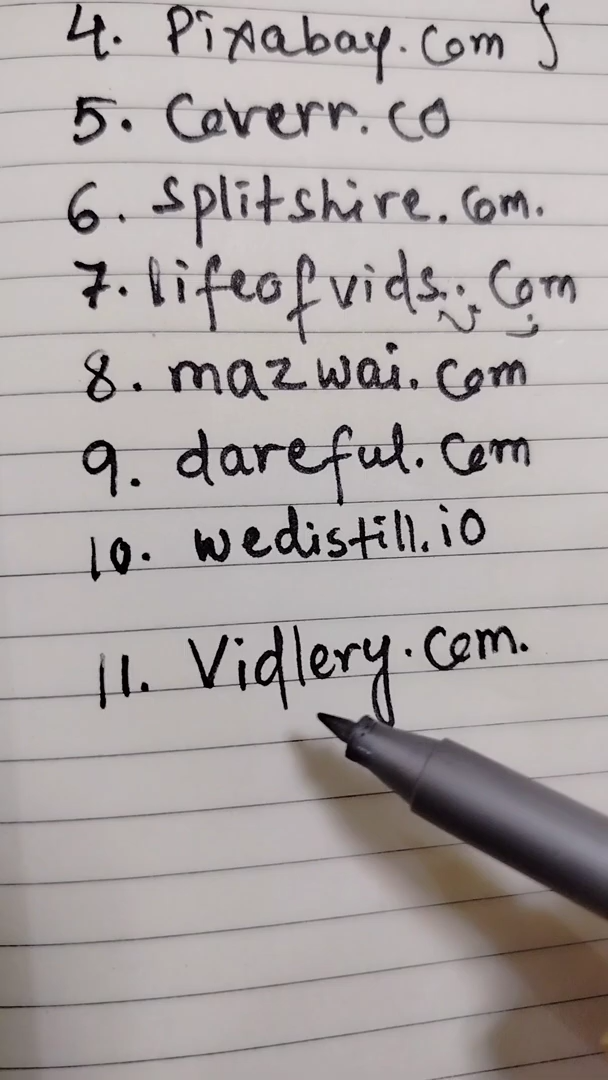 4. Pixabay.com }
5. Coverr.co
6. Splitshire.com.
7. lifeofvids.com
8. mazwai.com
9. dareful.com
10. wedistill.io
11. Vidlery.com.